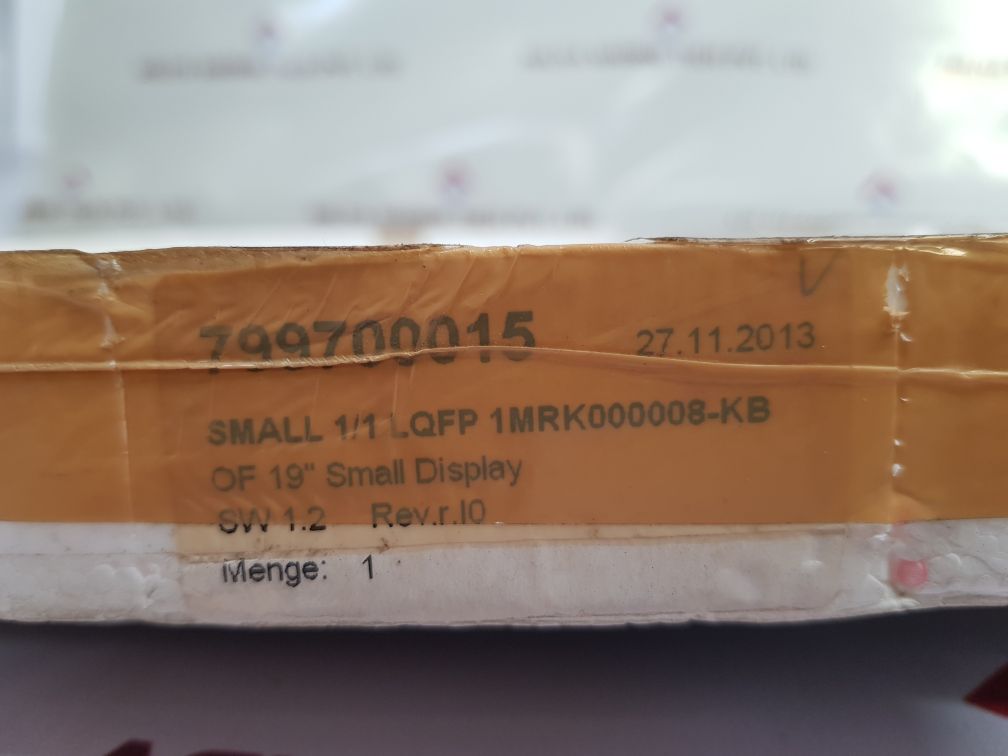 799700015 27.11.2013
SMALL 1/1 LQFP 1MRK000008-KB
OF 19" Small Display
SW 1.2 Rev.r.I0
Menge: 1